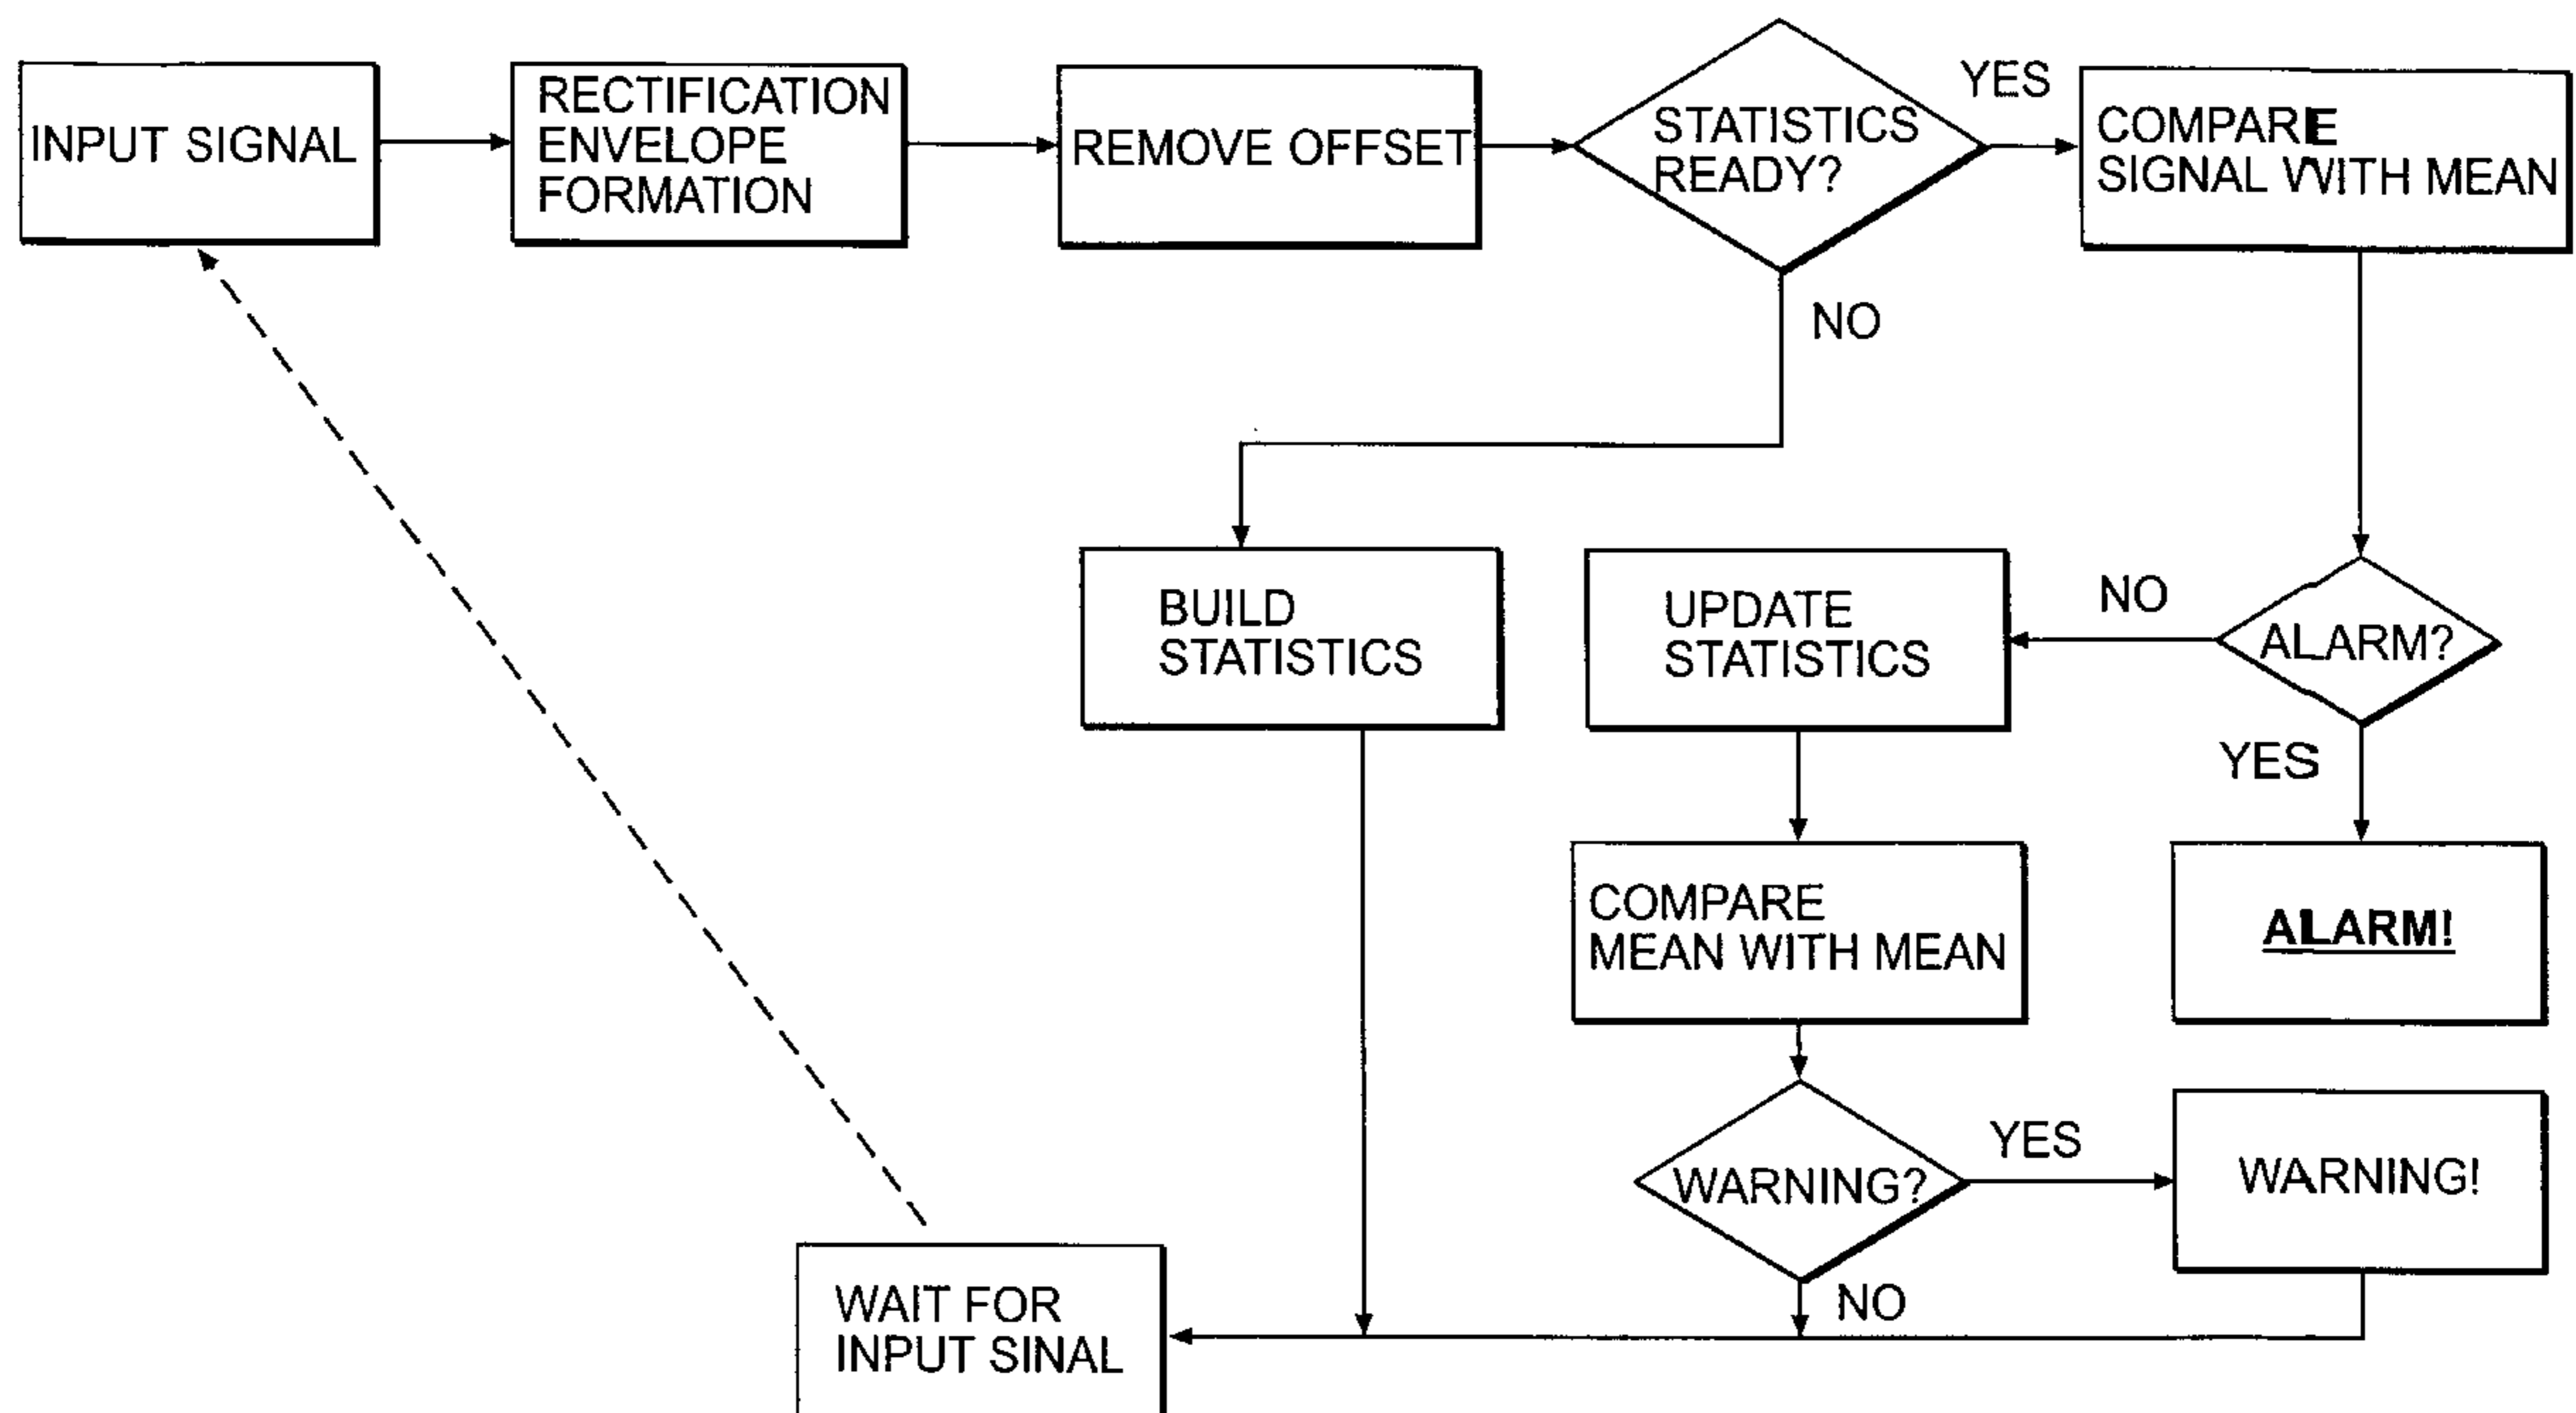 INPUT SIGNAL
RECTIFICATION
ENVELOPE
FORMATION
REMOVE OFFSET
STATISTICS
READY?
YES
COMPARE
SIGNAL WITH MEAN
NO
BUILD
STATISTICS
UPDATE
STATISTICS
NO
ALARM?
YES
COMPARE
MEAN WITH MEAN
ALARM!
WARNING?
YES
WARNING!
NO
WAIT FOR
INPUT SINAL